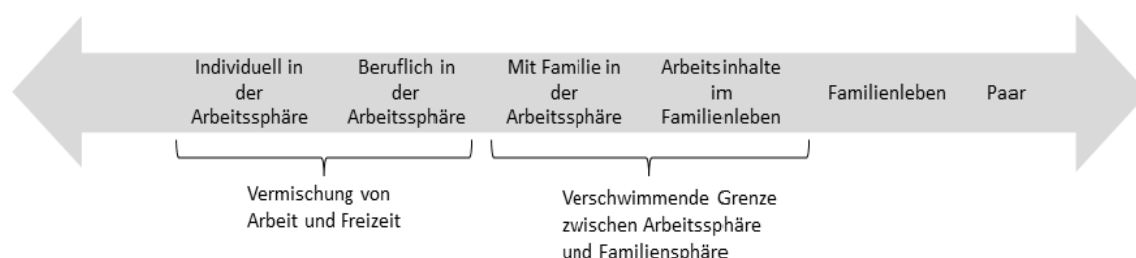 Individuell in
der
Arbeitssphäre
Beruflich in
der
Arbeitssphäre
Mit Familie in
der
Arbeitssphäre
Arbeitsinhalte
im
Familienleben
Familienleben
Paar
Vermischung von
Arbeit und Freizeit
Verschwimmende Grenze
zwischen Arbeitssphäre
und Familiensphäre